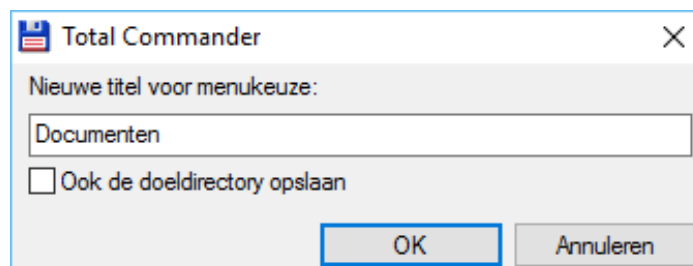 Total Commander
Nieuwe titel voor menukeuze:
Documenten
Ook de doeldirectory opslaan
OK Annuleren